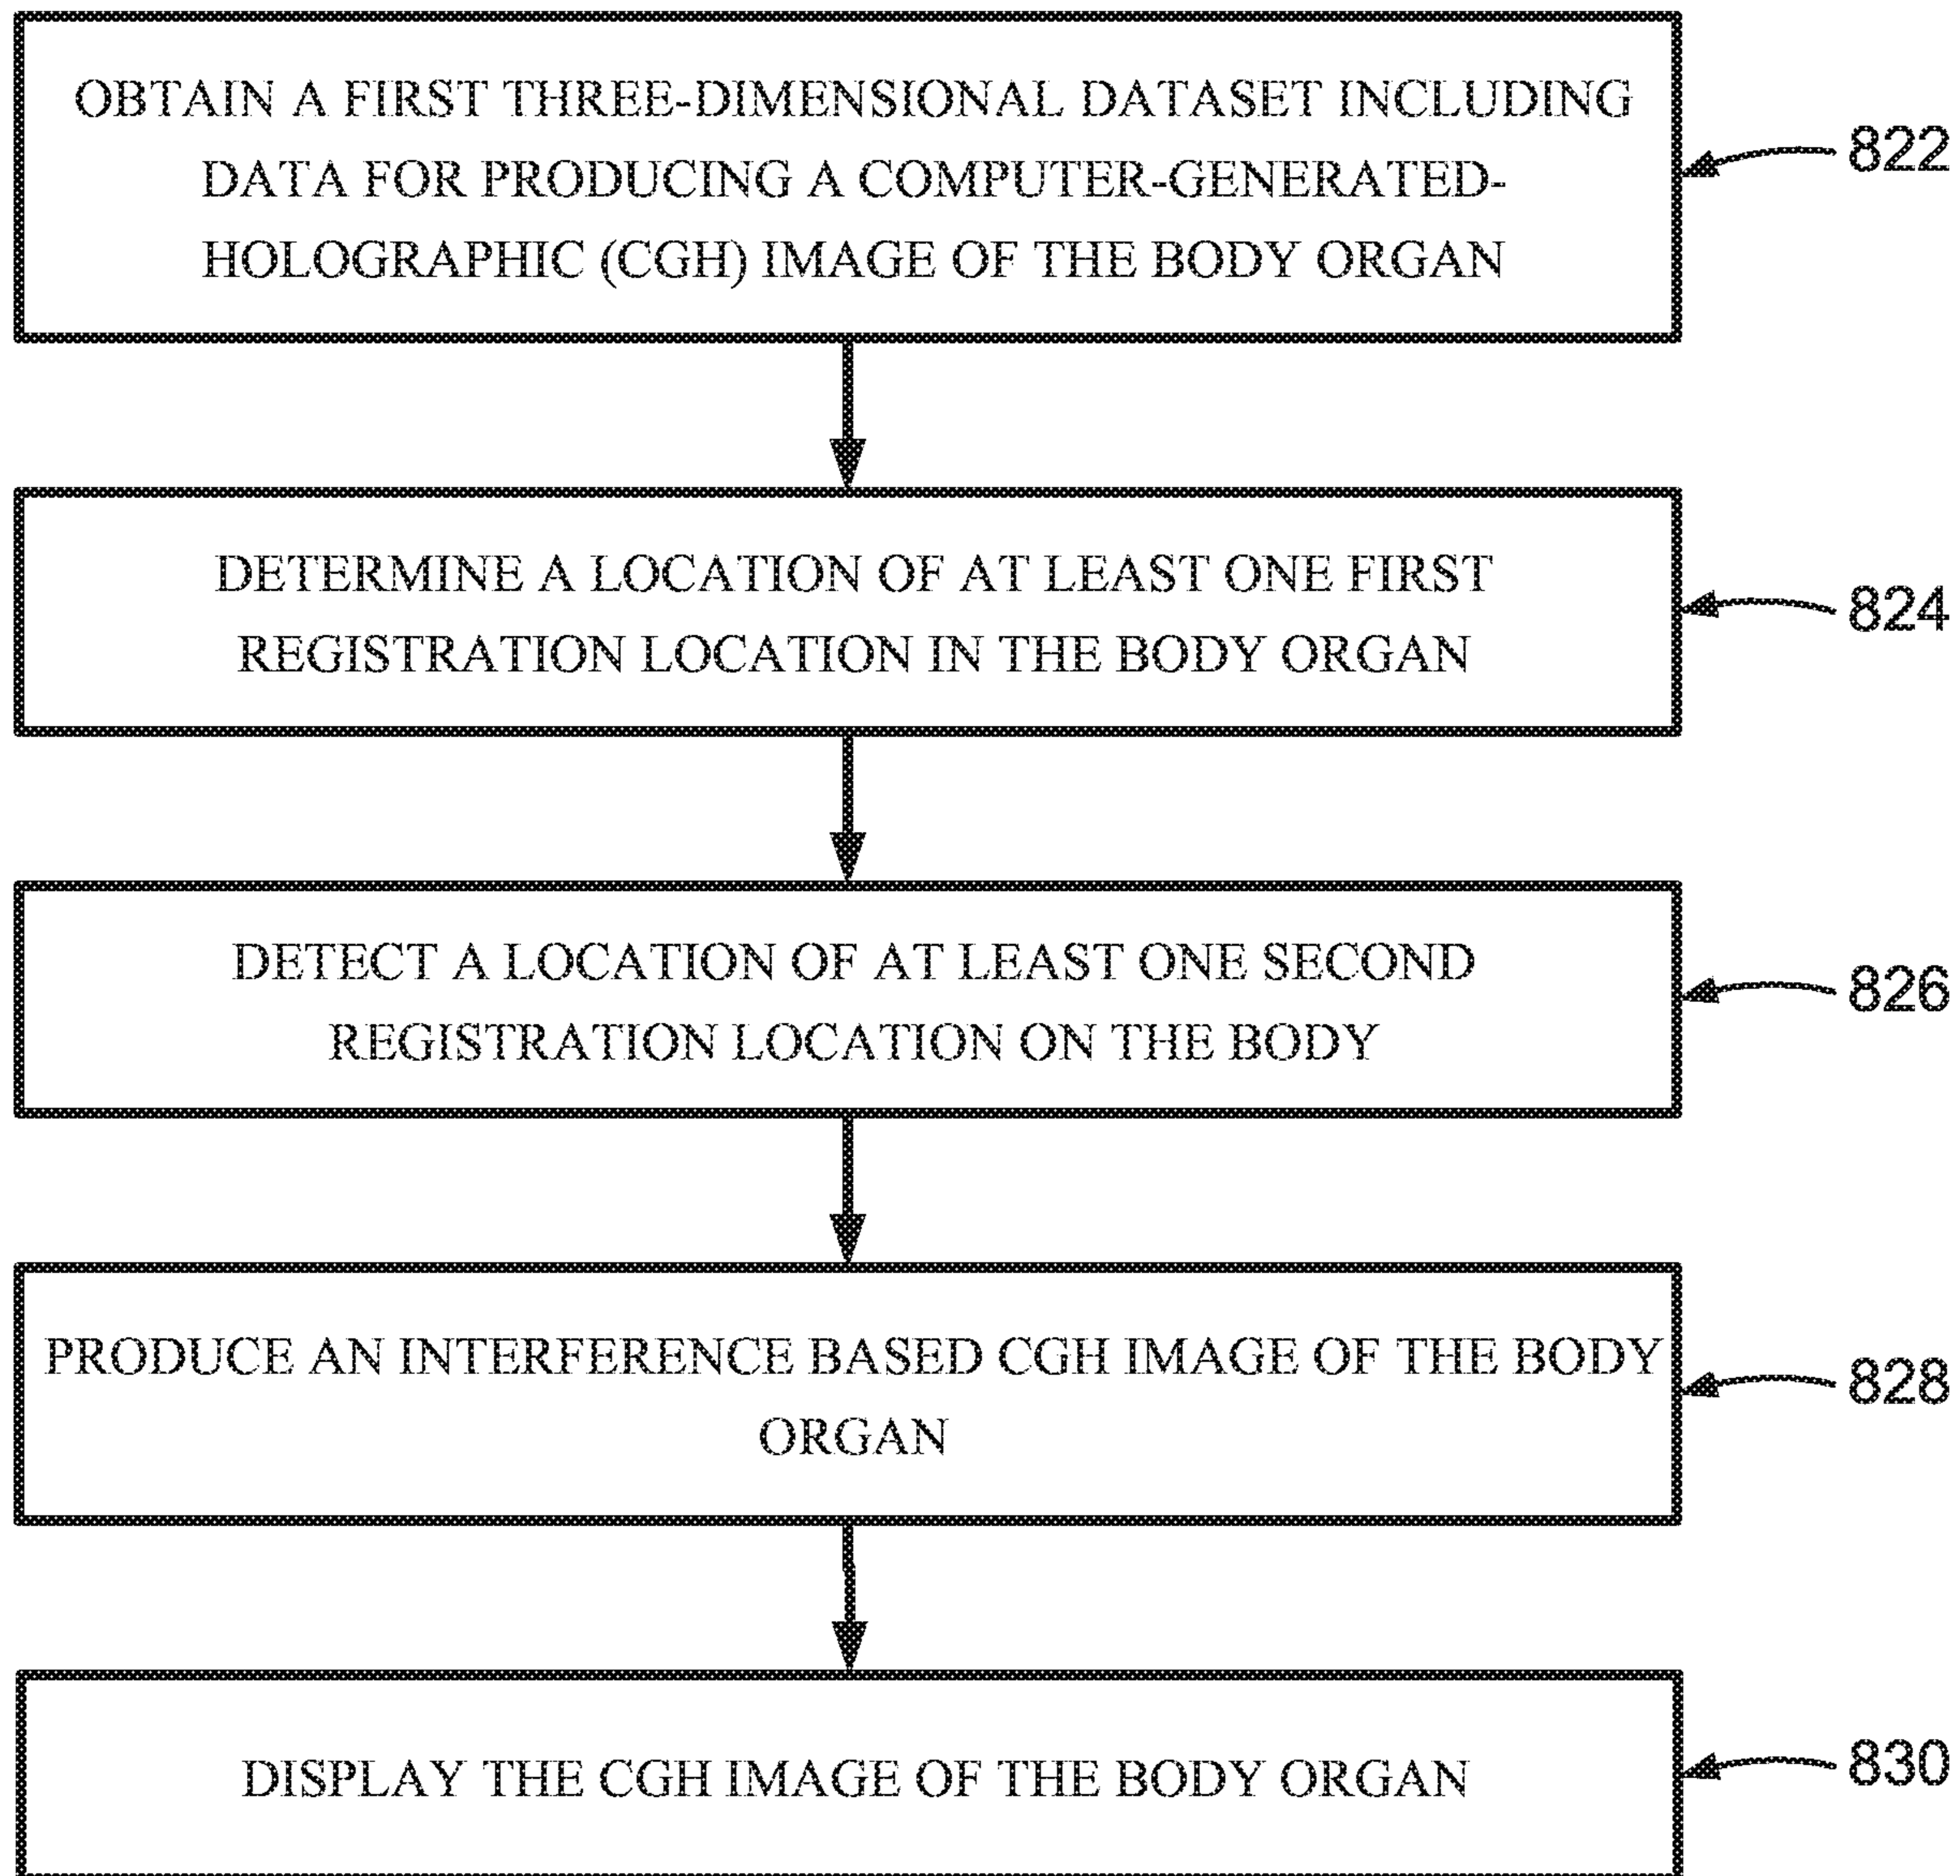 OBTAIN A FIRST THREE-DIMENSIONAL DATASET INCLUDING
DATA FOR PRODUCING A COMPUTER-GENERATED-
HOLOGRAPHIC (CGH) IMAGE OF THE BODY ORGAN
822
DETERMINE A LOCATION OF AT LEAST ONE FIRST
REGISTRATION LOCATION IN THE BODY ORGAN
824
DETECT A LOCATION OF AT LEAST ONE SECOND
REGISTRATION LOCATION ON THE BODY
826
PRODUCE AN INTERFERENCE BASED CGH IMAGE OF THE BODY
ORGAN
828
DISPLAY THE CGH IMAGE OF THE BODY ORGAN
830